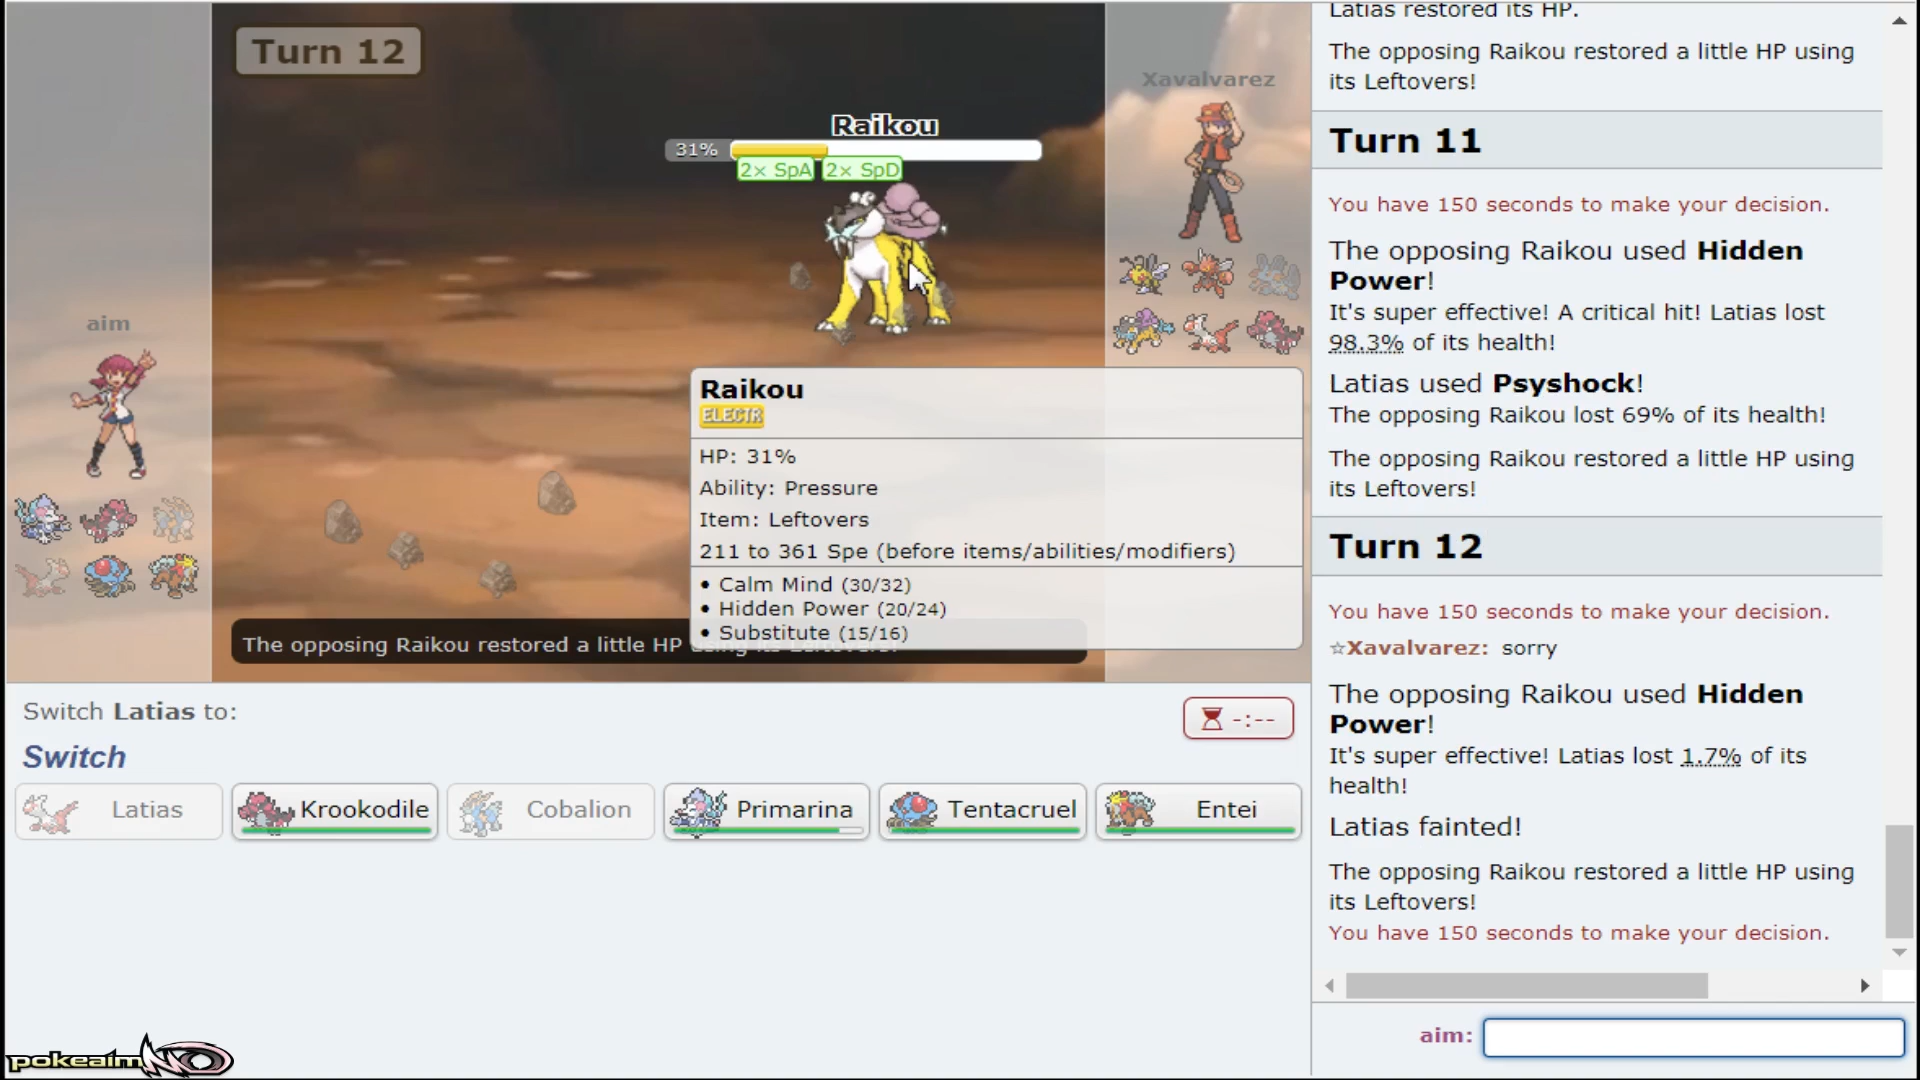 Turn 12
Raikou
31%
2× SpA 2× SpD
Xavalvarez
aim
Raikou
ELECTR
HP: 31%
Ability: Pressure
Item: Leftovers
211 to 361 Spe (before items/abilities/modifiers)
• Calm Mind (30/32)
• Hidden Power (20/24)
• Substitute (15/16)
The opposing Raikou restored a little HP using its Leftovers!
Switch Latias to:
-:--
Switch
Latias
Krookodile
Cobalion
Primarina
Tentacruel
Entei
pokeaimMD
Latias restored its HP.
The opposing Raikou restored a little HP using
its Leftovers!
Turn 11
You have 150 seconds to make your decision.
The opposing Raikou used Hidden
Power!
It's super effective! A critical hit! Latias lost
98.3% of its health!
Latias used Psyshock!
The opposing Raikou lost 69% of its health!
The opposing Raikou restored a little HP using
its Leftovers!
Turn 12
You have 150 seconds to make your decision.
☆Xavalvarez: sorry
The opposing Raikou used Hidden
Power!
It's super effective! Latias lost 1.7% of its
health!
Latias fainted!
The opposing Raikou restored a little HP using
its Leftovers!
You have 150 seconds to make your decision.
aim: